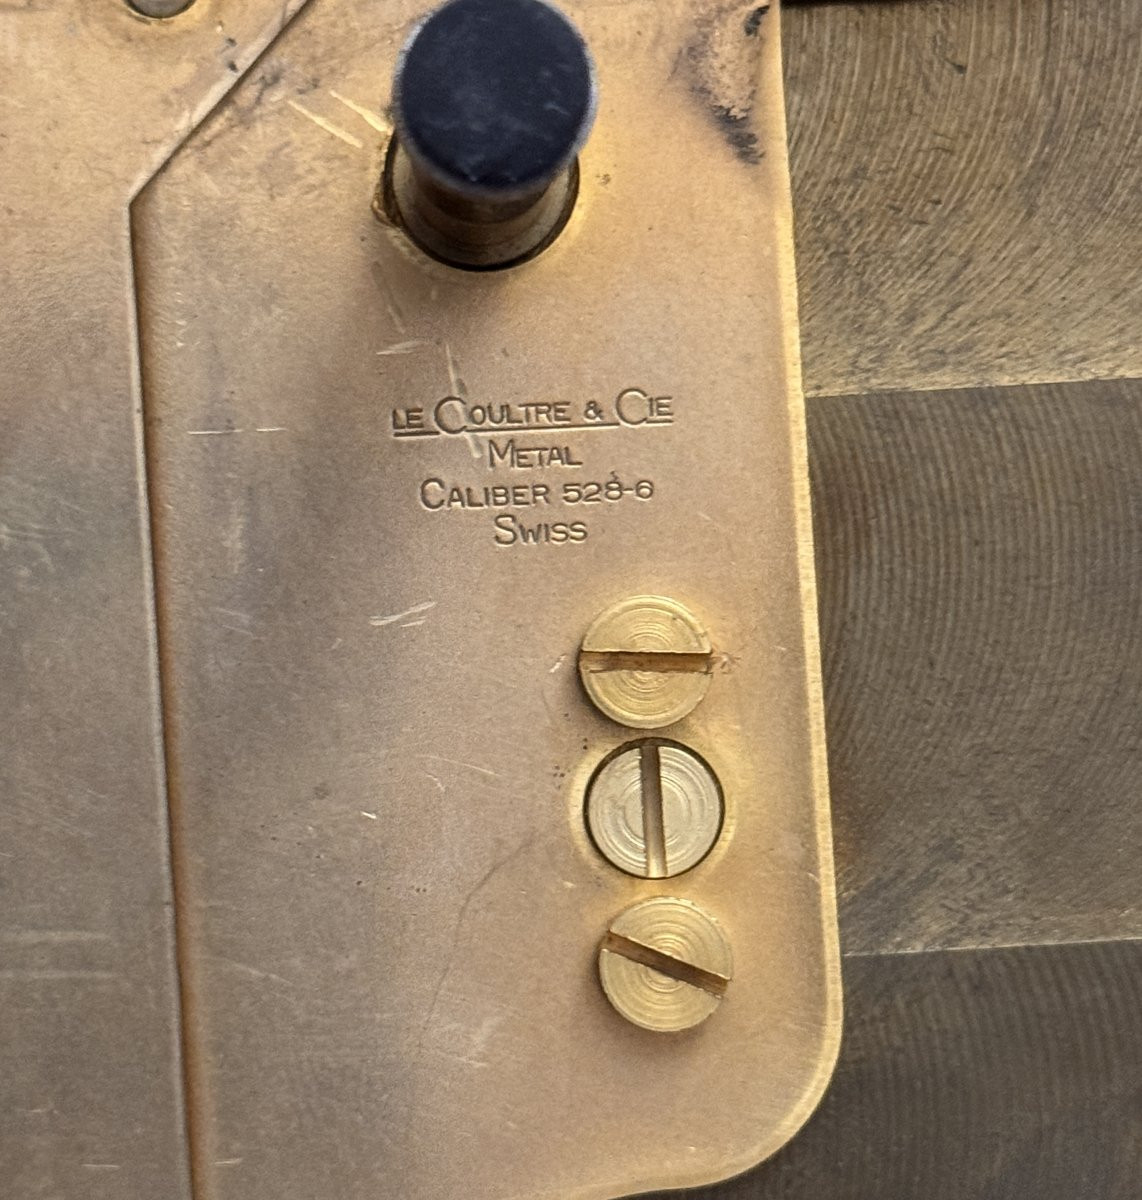 LE COULTRE & CIE
METAL
CALIBER 528-6
SWISS